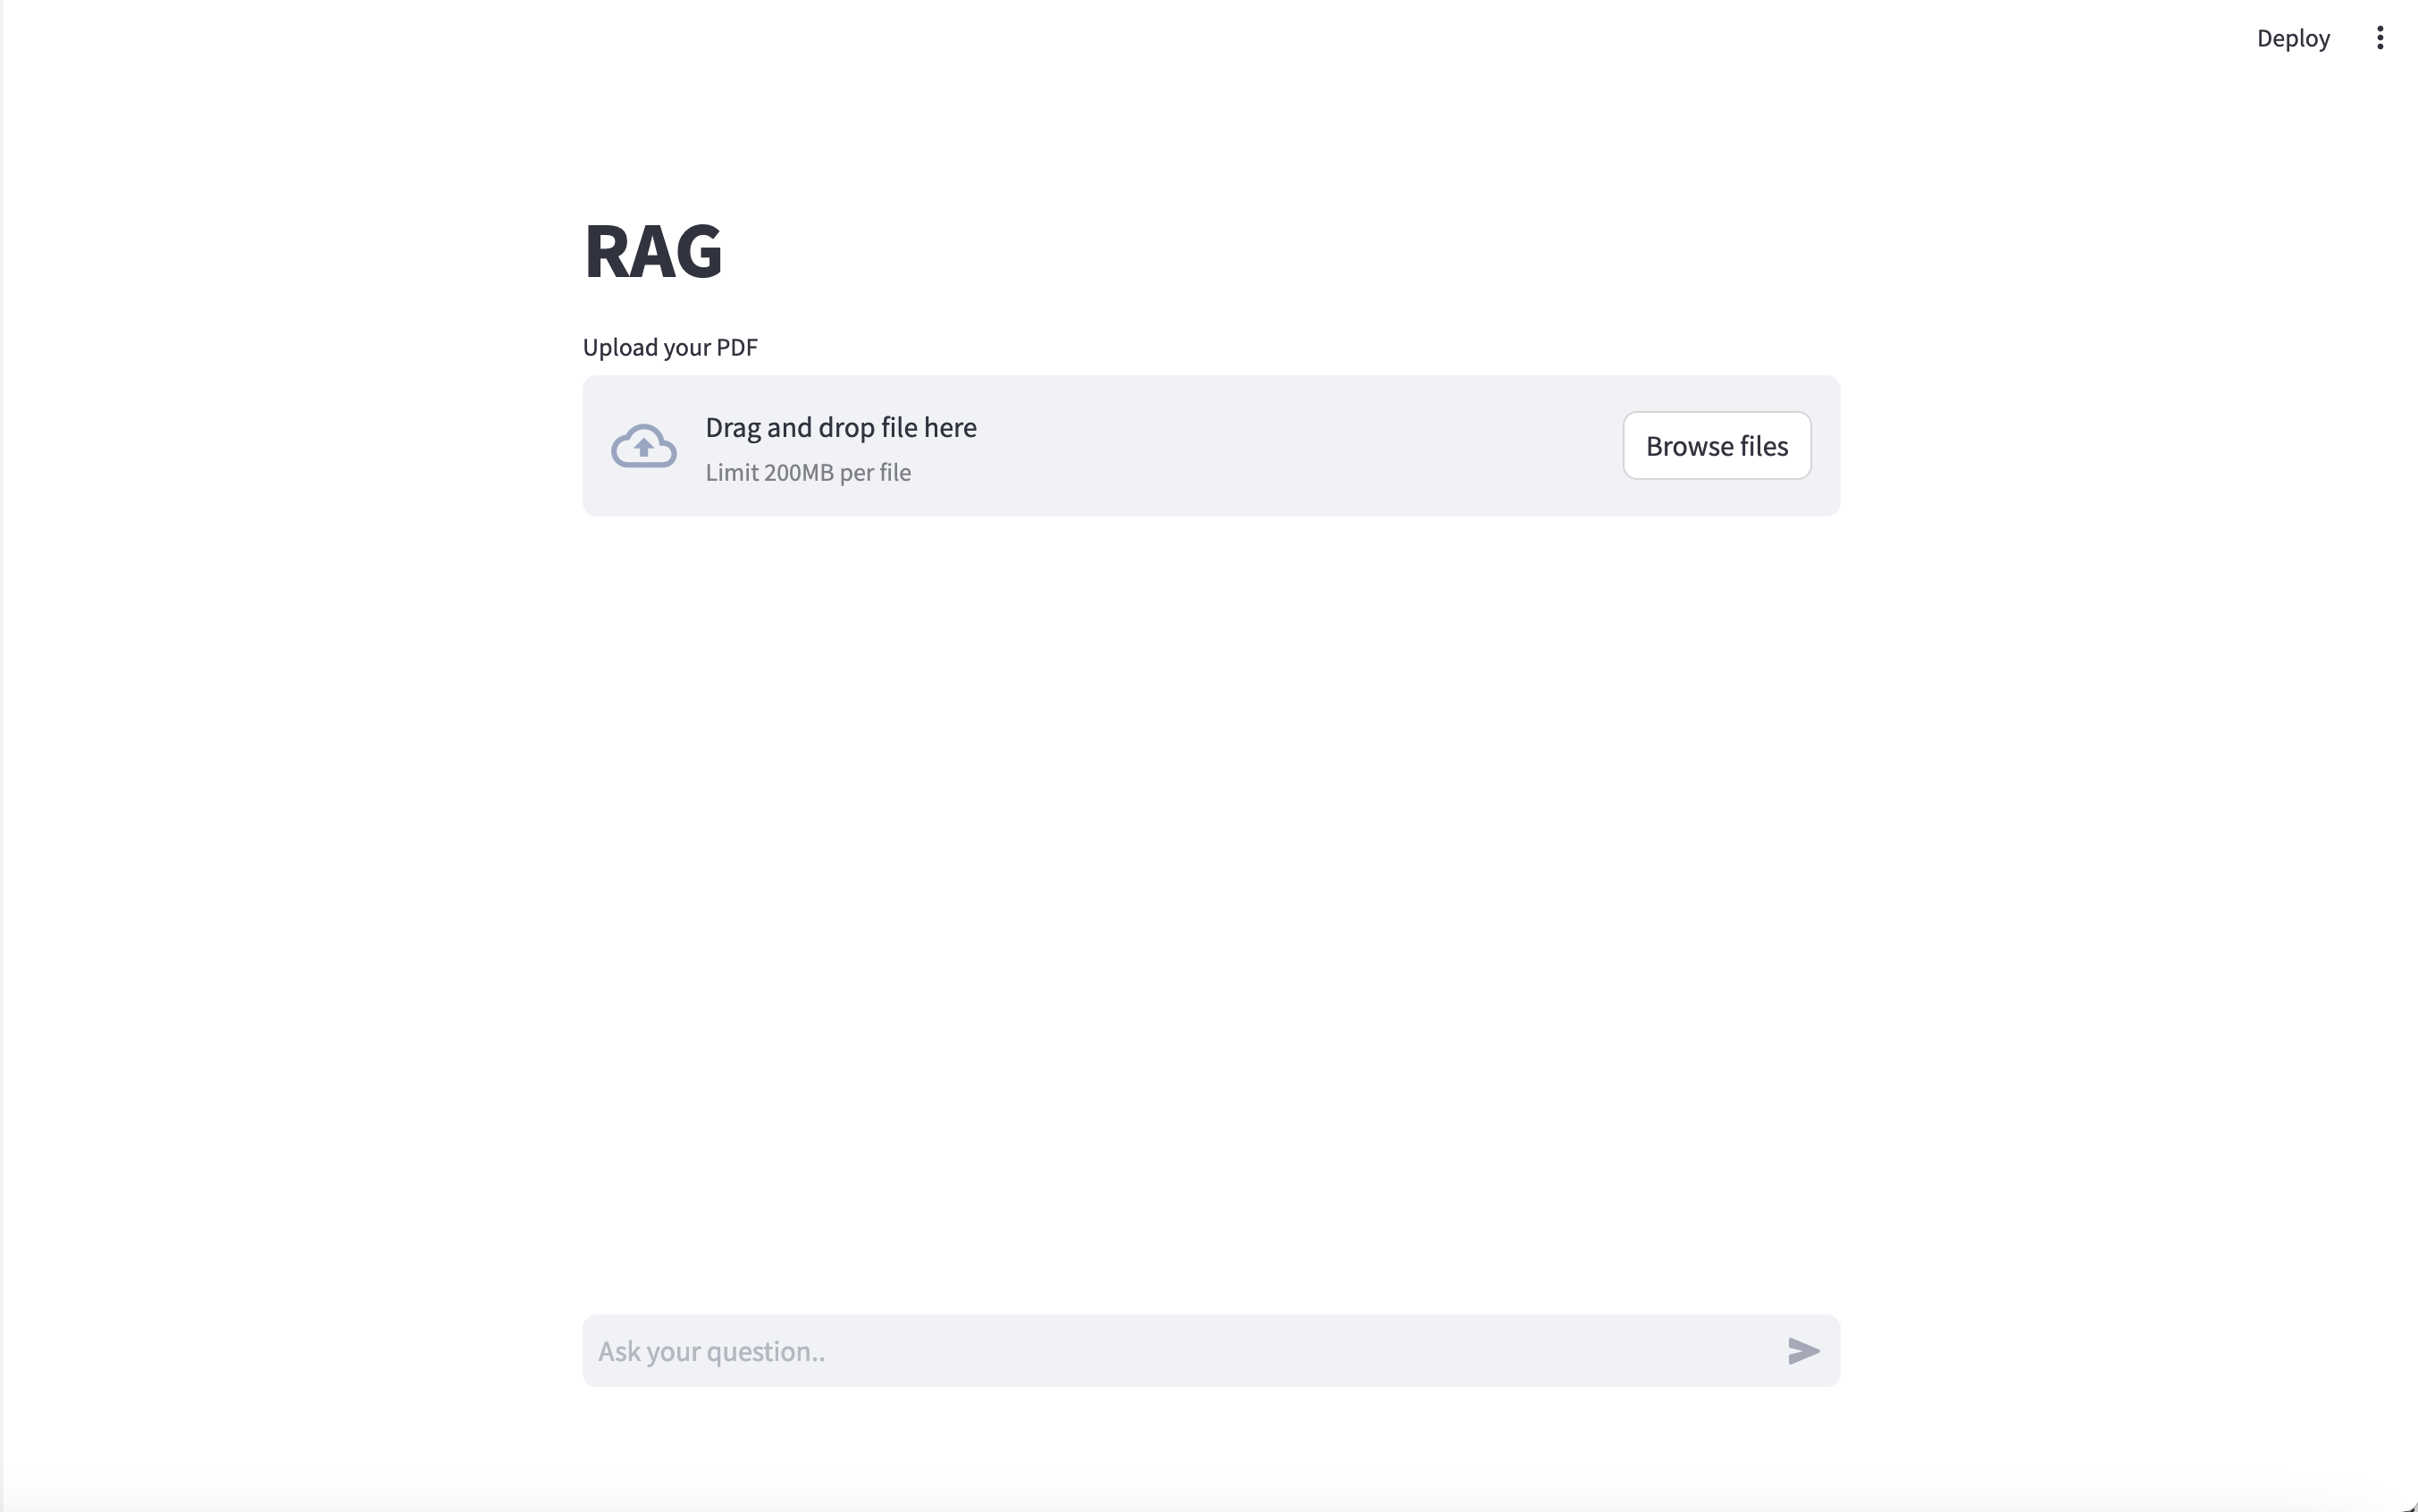 Deploy
RAG
Upload your PDF
Drag and drop file here
Limit 200MB per file
Browse files
Ask your question..